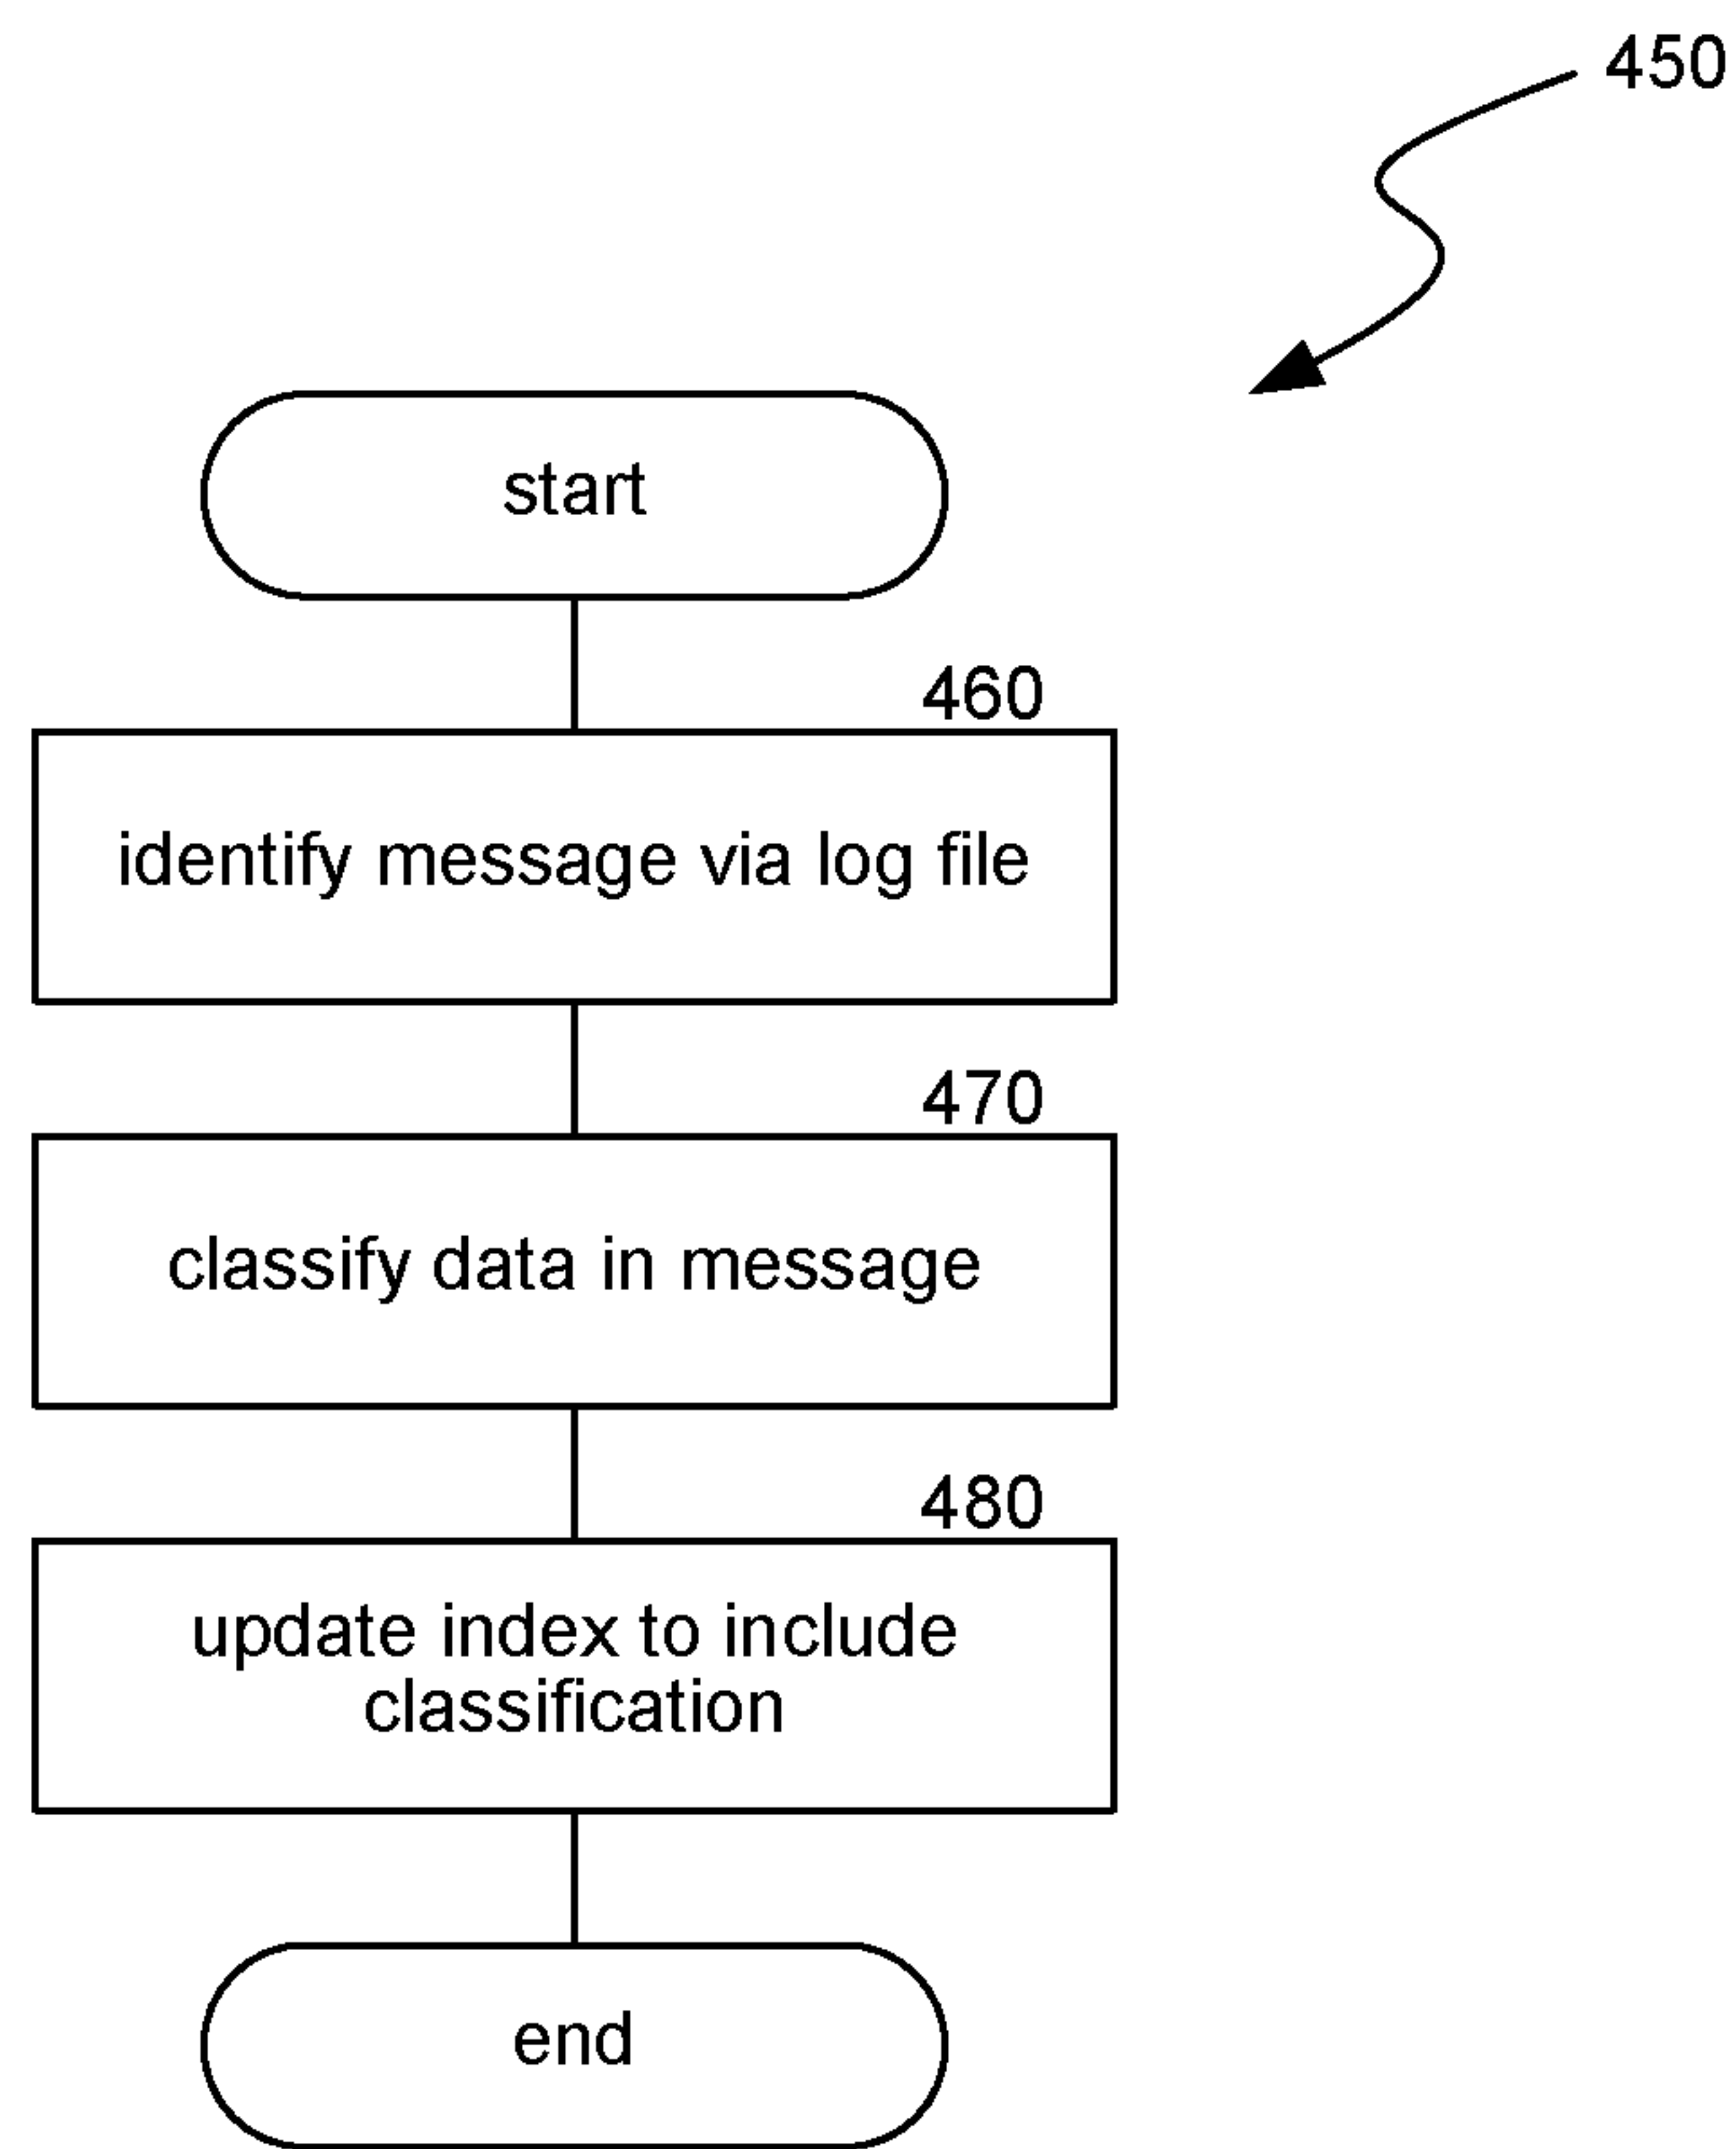 450
start
460
identify message via log file
470
classify data in message
480
update index to include
classification
end